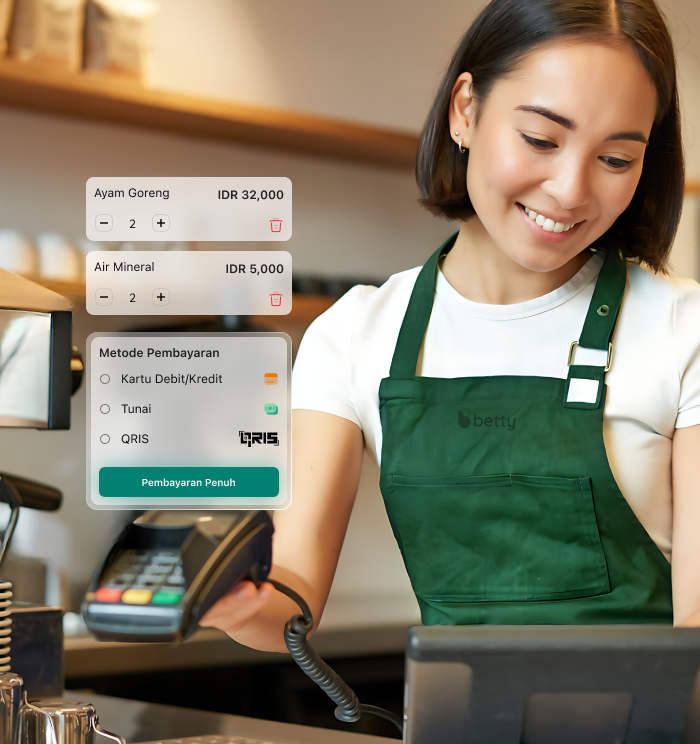 Ayam Goreng
IDR 32,000
2
Air Mineral
IDR 5,000
2
Metode Pembayaran
Kartu Debit/Kredit
Tunai
QRIS
QRIS
Pembayaran Penuh
betty